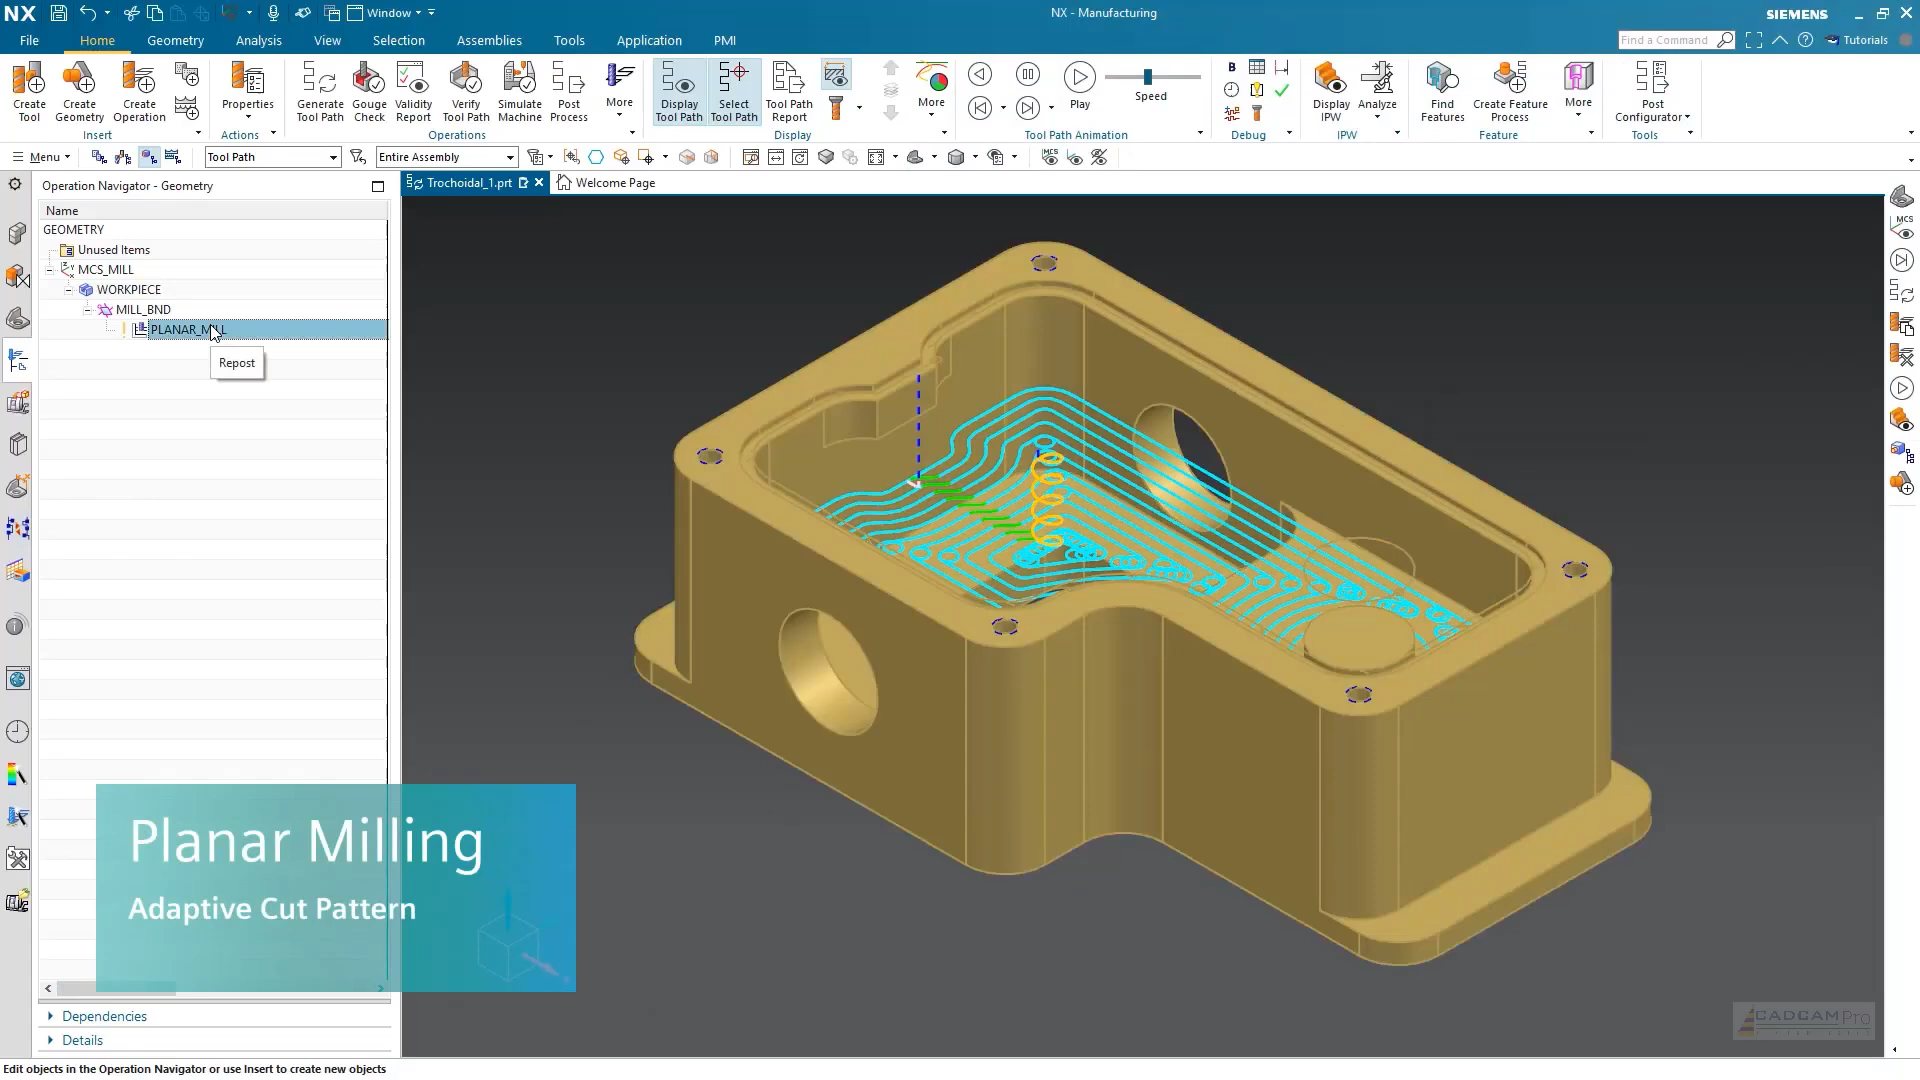 NX
Window
NX - Manufacturing
SIEMENS
File
Home
Geometry
Analysis
View
Selection
Assemblies
Tools
Application
PMI
Find a Command
Tutorials
Create
Tool
Create
Geometry
Create
Operation
Properties
Generate
Tool Path
Gouge
Check
Validity
Report
Verify
Tool Path
Simulate
Machine
Post
Process
More
Display
Tool Path
Select
Tool Path
Tool Path
Report
More
Play
Speed
B
Display
IPW
Analyze
Find
Features
Create Feature
Process
More
Post
Configurator
Insert
Actions
Operations
Display
Tool Path Animation
Debug
IPW
Feature
Tools
Menu
Tool Path
Entire Assembly
MCS
Operation Navigator - Geometry
Trochoidal_1.prt
Welcome Page
Name
GEOMETRY
Unused Items
MCS_MILL
WORKPIECE
MILL_BND
PLANAR_MILL
Repost
MCS
Planar Milling
Adaptive Cut Pattern
Dependencies
Details
CADCAMPro
Edit objects in the Operation Navigator or use Insert to create new objects